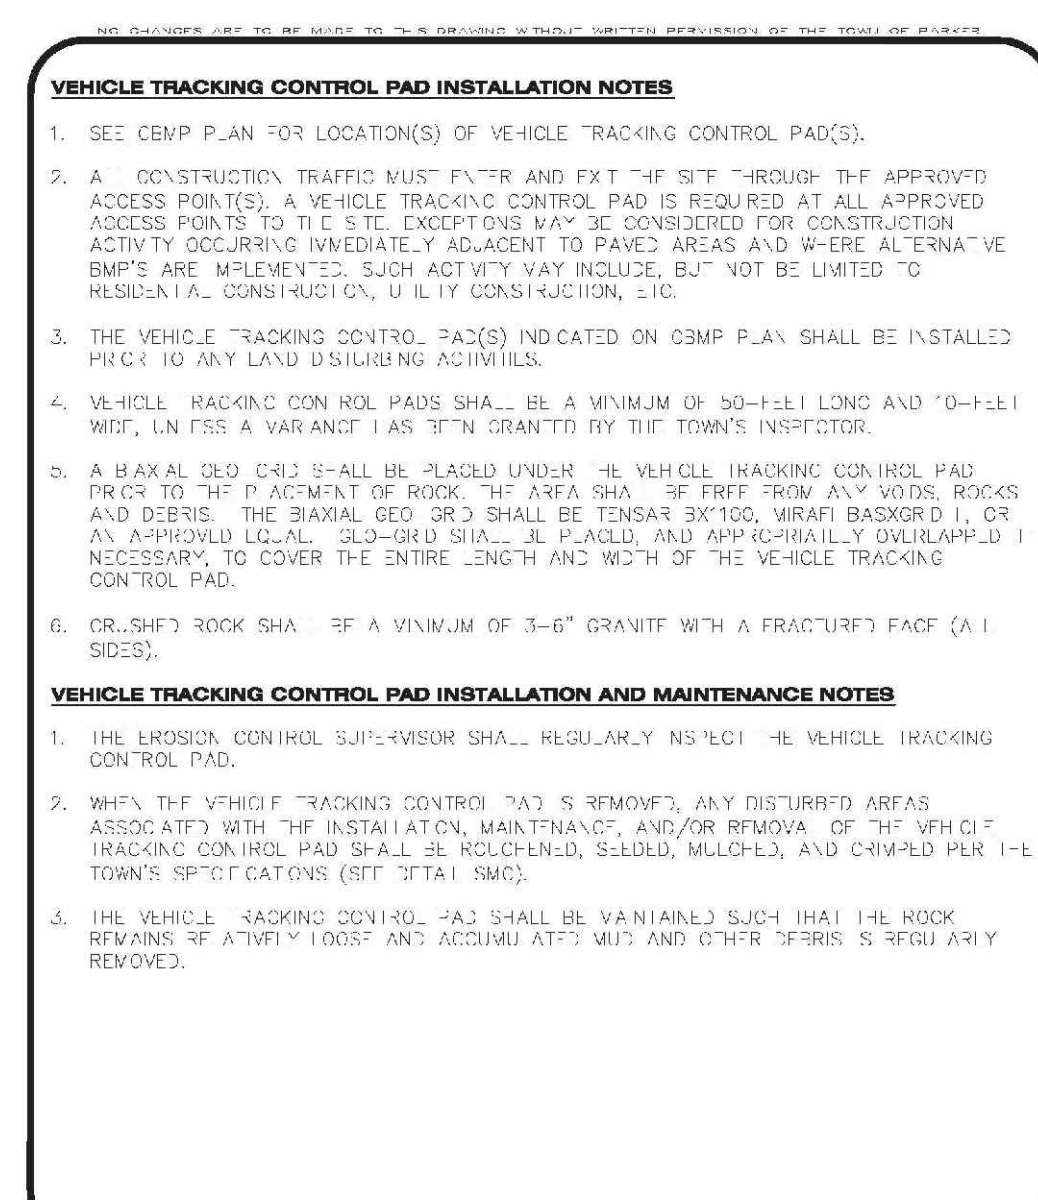 NO CHANGES ARE TO BE MADE TO THIS DRAWING WITHOUT WRITTEN PERMISSION OF THE TOWN OF PARKER
VEHICLE TRACKING CONTROL PAD INSTALLATION NOTES
1. SEE CBMP PLAN FOR LOCATION(S) OF VEHICLE TRACKING CONTROL PAD(S).
2. ALL CONSTRUCTION TRAFFIC MUST ENTER AND EXIT THE SITE THROUGH THE APPROVED
ACCESS POINT(S). A VEHICLE TRACKING CONTROL PAD IS REQUIRED AT ALL APPROVED
ACCESS POINTS TO THE SITE. EXCEPTIONS MAY BE CONSIDERED FOR CONSTRUCTION
ACTIVITY OCCURRING IMMEDIATELY ADJACENT TO PAVED AREAS AND WHERE ALTERNATIVE
BMP'S ARE IMPLEMENTED. SUCH ACTIVITY MAY INCLUDE, BUT NOT BE LIMITED TO
RESIDENTIAL CONSTRUCTION, UTILITY CONSTRUCTION, ETC.
3. THE VEHICLE TRACKING CONTROL PAD(S) INDICATED ON CBMP PLAN SHALL BE INSTALLED
PRIOR TO ANY LAND DISTURBING ACTIVITIES.
4. VEHICLE TRACKING CONTROL PADS SHALL BE A MINIMUM OF 50-FEET LONG AND 10-FEET
WIDE, UNLESS A VARIANCE HAS BEEN GRANTED BY THE TOWN'S INSPECTOR.
5. A BIAXIAL GEO-GRID SHALL BE PLACED UNDER THE VEHICLE TRACKING CONTROL PAD
PRIOR TO THE PLACEMENT OF ROCK. THE AREA SHALL BE FREE FROM ANY VOIDS, ROCKS
AND DEBRIS. THE BIAXIAL GEO-GRID SHALL BE TENSAR BX1100, MIRAFI BASXGRID 1, OR
AN APPROVED EQUAL. GEO-GRID SHALL BE PLACED, AND APPROPRIATELY OVERLAPPED IF
NECESSARY, TO COVER THE ENTIRE LENGTH AND WIDTH OF THE VEHICLE TRACKING
CONTROL PAD.
6. CRUSHED ROCK SHALL BE A MINIMUM OF 3-6" GRANITE WITH A FRACTURED FACE (ALL
SIDES).
VEHICLE TRACKING CONTROL PAD INSTALLATION AND MAINTENANCE NOTES
1. THE EROSION CONTROL SUPERVISOR SHALL REGULARLY INSPECT THE VEHICLE TRACKING
CONTROL PAD.
2. WHEN THE VEHICLE TRACKING CONTROL PAD IS REMOVED, ANY DISTURBED AREAS
ASSOCIATED WITH THE INSTALLATION, MAINTENANCE, AND/OR REMOVAL OF THE VEHICLE
TRACKING CONTROL PAD SHALL BE ROUGHENED, SEEDED, MULCHED, AND CRIMPED PER THE
TOWN'S SPECIFICATIONS (SEE DETAIL SMC).
3. THE VEHICLE TRACKING CONTROL PAD SHALL BE MAINTAINED SUCH THAT THE ROCK
REMAINS RELATIVELY LOOSE AND ACCUMULATED MUD AND OTHER DEBRIS IS REGULARLY
REMOVED.